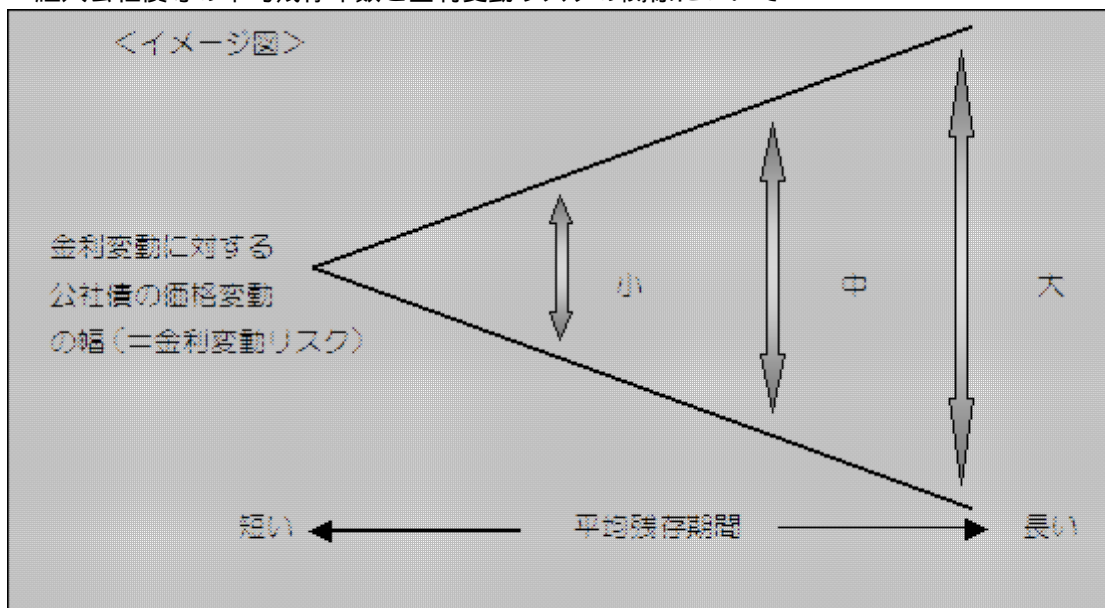 ＜イメージ図＞
金利変動に対する
公社債の価格変動
の幅（＝金利変動リスク）
小
中
大
短い
平均残存期間
長い